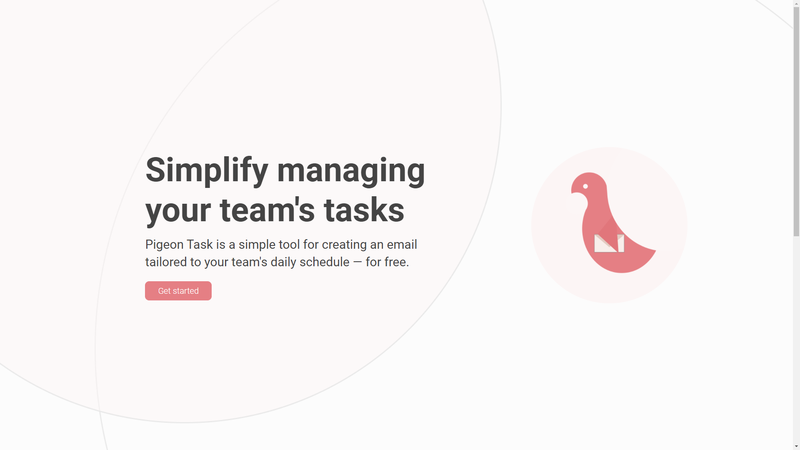 Simplify managing
your team's tasks
Pigeon Task is a simple tool for creating an email
tailored to your team's daily schedule — for free.
Get started